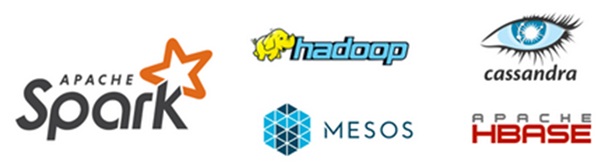 APACHE
Spark
hadoop
cassandra
MESOS
APACHE
HBASE